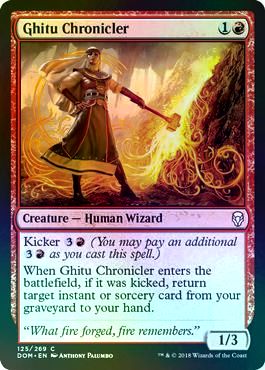 Ghitu Chronicler 1
Creature — Human Wizard
Kicker 3 (You may pay an additional
3 as you cast this spell.)
When Ghitu Chronicler enters the
battlefield, if it was kicked, return
target instant or sorcery card from your
graveyard to your hand.
"What fire forged, fire remembers."
1/3
125/269 C
DOM • EN Anthony Palumbo
™ & © 2018 Wizards of the Coast